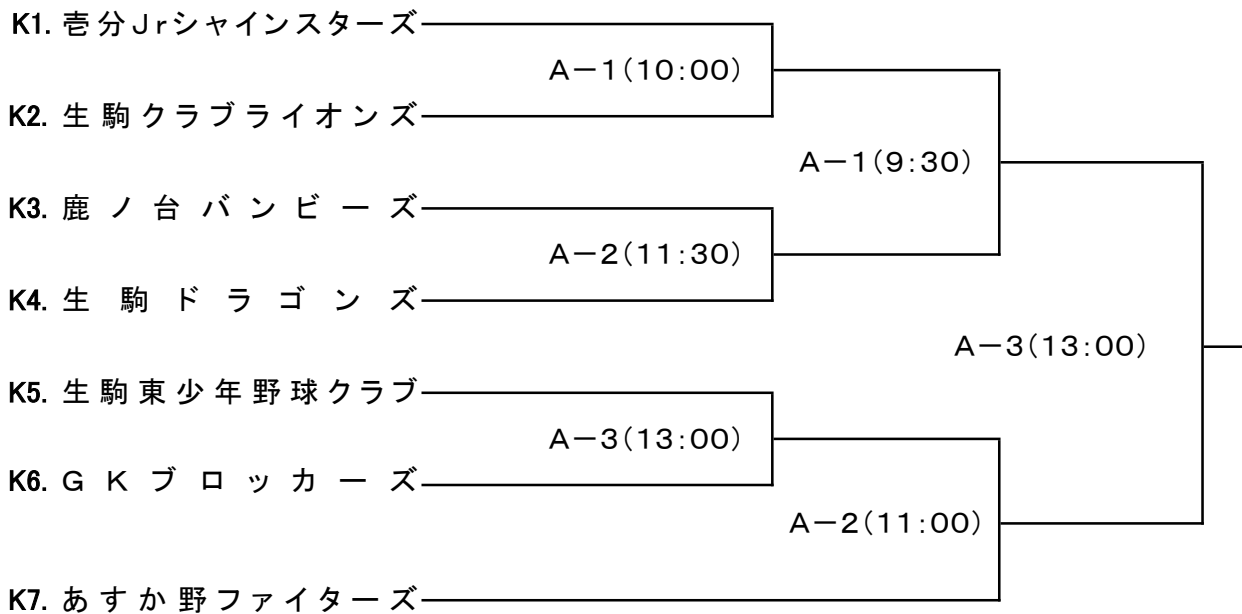 K1. 壱分Jrシャインスターズ
A－1(10:00)
K2. 生駒クラブライオンズ
A－1(9:30)
K3. 鹿ノ台バンビーズ
A－2(11:30)
K4. 生駒ドラゴンズ
A－3(13:00)
K5. 生駒東少年野球クラブ
A－3(13:00)
K6. GKブロッカーズ
A－2(11:00)
K7. あすか野ファイターズ